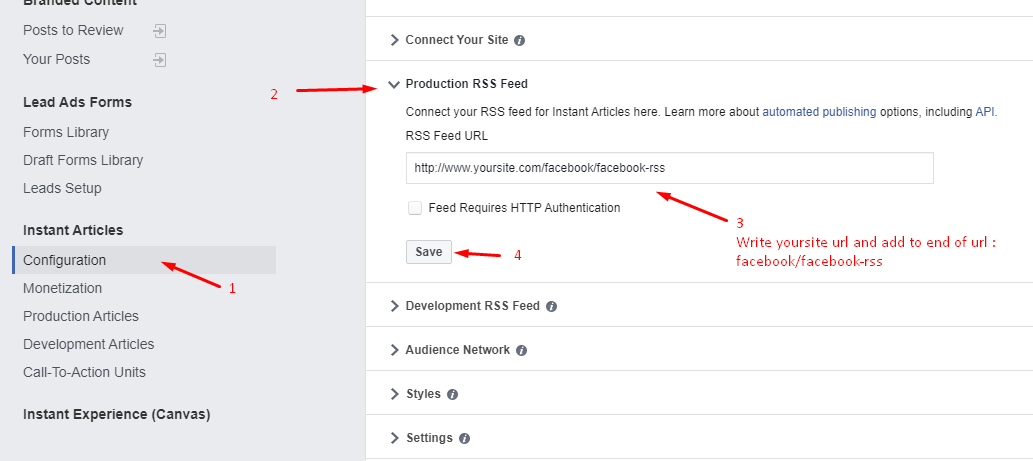 Branded Content
Posts to Review
Your Posts
Lead Ads Forms
Forms Library
Draft Forms Library
Leads Setup
Instant Articles
Configuration
1
Monetization
Production Articles
Development Articles
Call-To-Action Units
Instant Experience (Canvas)
Connect Your Site
2
Production RSS Feed
Connect your RSS feed for Instant Articles here. Learn more about automated publishing options, including API.
RSS Feed URL
http://www.yoursite.com/facebook/facebook-rss
Feed Requires HTTP Authentication
3
Write yoursite url and add to end of url :
facebook/facebook-rss
Save
4
Development RSS Feed
Audience Network
Styles
Settings